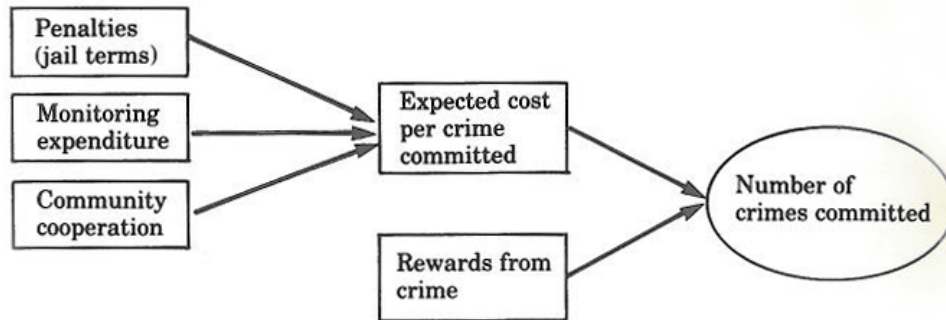 Penalties
(jail terms)
Monitoring
expenditure
Community
cooperation
Expected cost
per crime
committed
Rewards from
crime
Number of
crimes committed